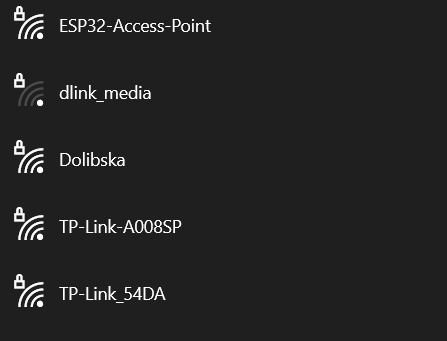 ESP32-Access-Point
dlink_media
Dolibska
TP-Link-A008SP
TP-Link_54DA